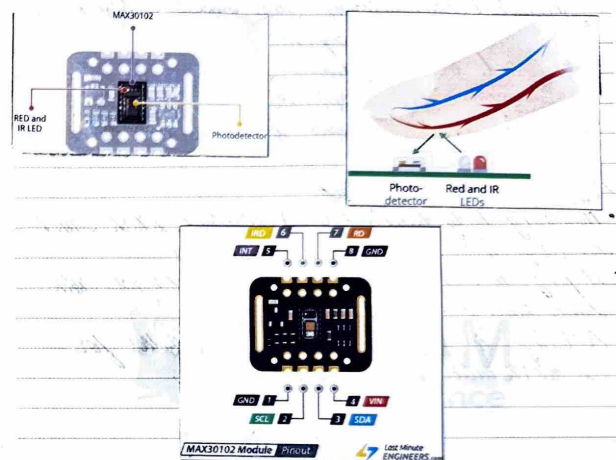 MAX30102
RED and
IR LED
Photodetector
Photo-
detector
Red and IR
LEDs
IRD 6
7 RD
INT 5
8 GND
GND 1
4 VIN
SCL 2
3 SDA
MAX30102 Module Pinout
Last Minute
ENGINEERS.com